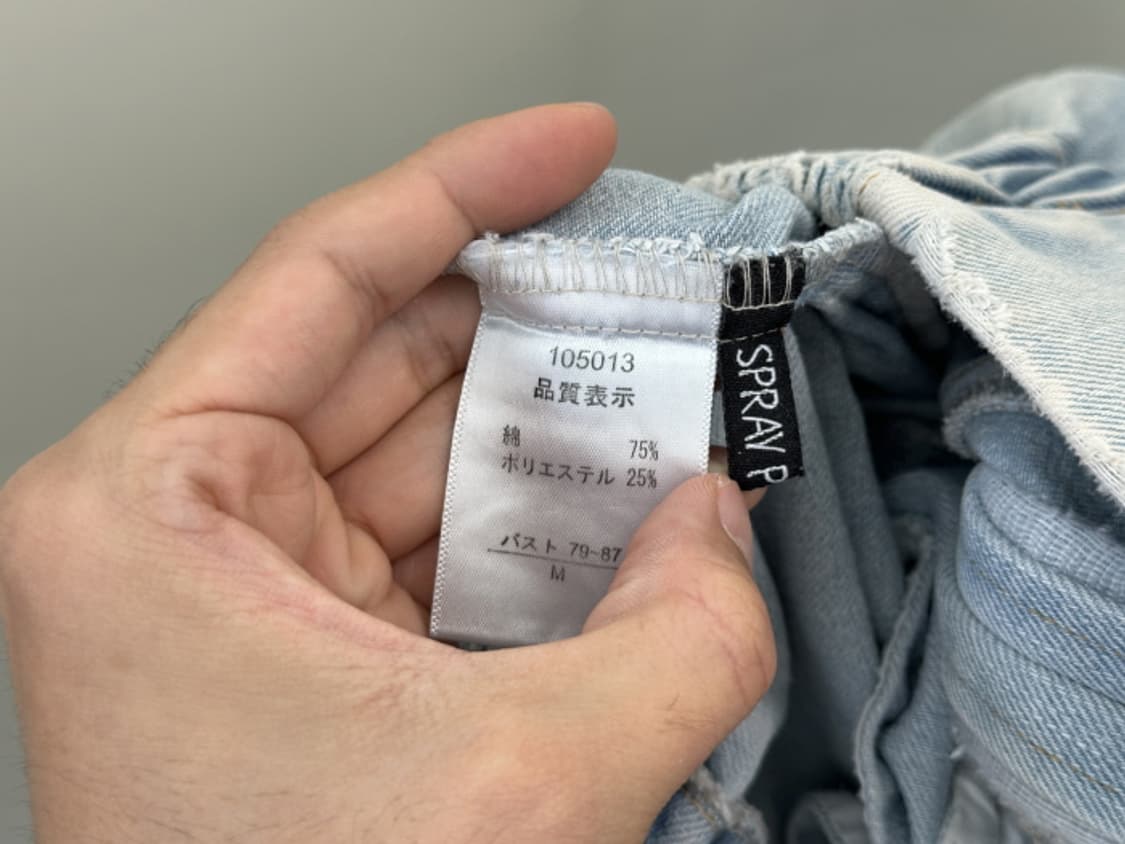 105013
品質表示
綿 75%
ポリエステル 25%
バスト 79~87
M
SPRAY P